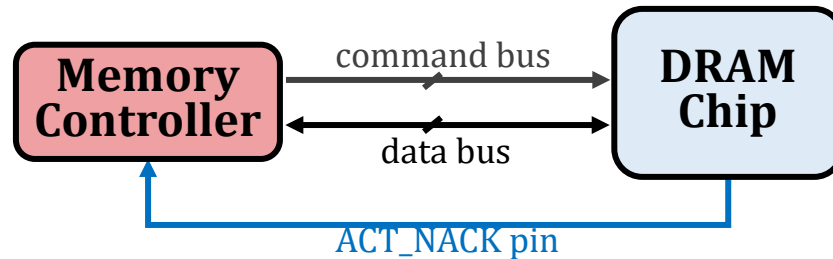 Memory
Controller
command bus
data bus
DRAM
Chip
ACT_NACK pin